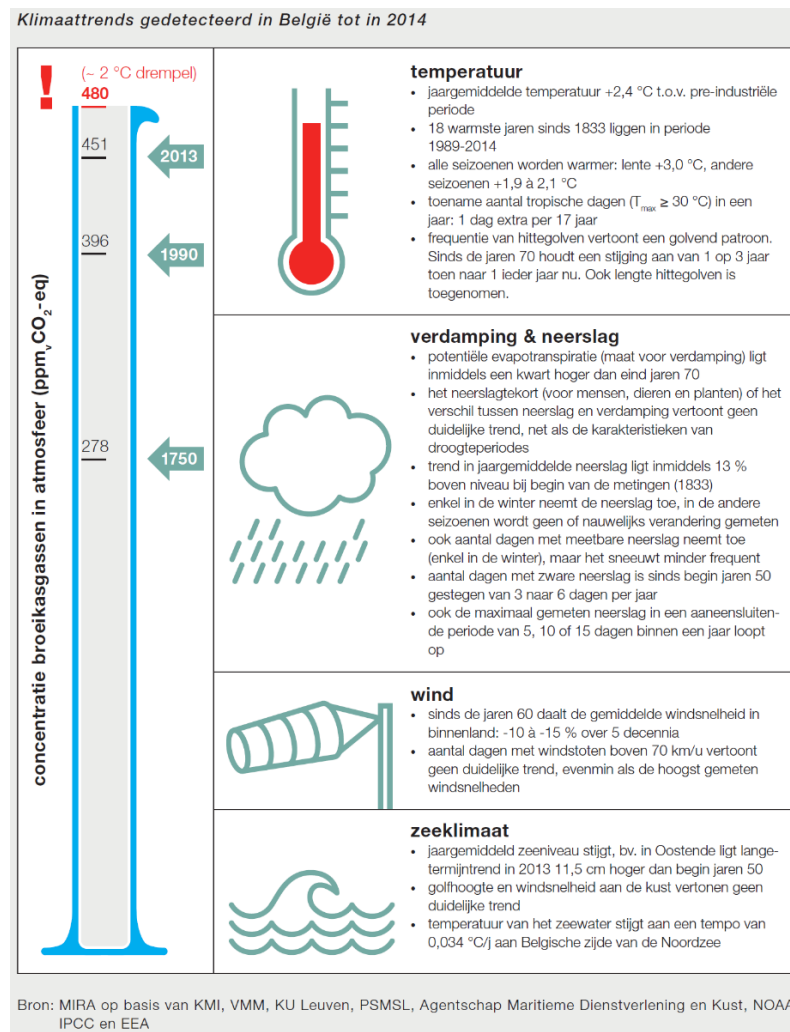 Klimaattrends gedetecteerd in België tot in 2014
(~ 2 °C drempel)
480
451
2013
396
1990
278
1750
concentratie broeikasgassen in atmosfeer (ppmvCO2-eq)
temperatuur
• jaargemiddelde temperatuur +2,4 °C t.o.v. pre-industriële
periode
• 18 warmste jaren sinds 1833 liggen in periode
1989-2014
• alle seizoenen worden warmer: lente +3,0 °C, andere
seizoenen +1,9 à 2,1 °C
• toename aantal tropische dagen (Tmax ≥ 30 °C) in een
jaar: 1 dag extra per 17 jaar
• frequentie van hittegolven vertoont een golvend patroon.
Sinds de jaren 70 houdt een stijging aan van 1 op 3 jaar
toen naar 1 ieder jaar nu. Ook lengte hittegolven is
toegenomen.
verdamping & neerslag
• potentiële evapotranspiratie (maat voor verdamping) ligt
inmiddels een kwart hoger dan eind jaren 70
• het neerslagtekort (voor mensen, dieren en planten) of het
verschil tussen neerslag en verdamping vertoont geen
duidelijke trend, net als de karakteristieken van
droogteperiodes
• trend in jaargemiddelde neerslag ligt inmiddels 13 %
boven niveau bij begin van de metingen (1833)
• enkel in de winter neemt de neerslag toe, in de andere
seizoenen wordt geen of nauwelijks verandering gemeten
• ook aantal dagen met meetbare neerslag neemt toe
(enkel in de winter), maar het sneeuwt minder frequent
• aantal dagen met zware neerslag is sinds begin jaren 50
gestegen van 3 naar 6 dagen per jaar
• ook de maximaal gemeten neerslag in een aaneensluiten-
de periode van 5, 10 of 15 dagen binnen een jaar loopt
op
wind
• sinds de jaren 60 daalt de gemiddelde windsnelheid in
binnenland: -10 à -15 % over 5 decennia
• aantal dagen met windstoten boven 70 km/u vertoont
geen duidelijke trend, evenmin als de hoogst gemeten
windsnelheden
zeeklimaat
• jaargemiddeld zeeniveau stijgt, bv. in Oostende ligt lange-
termijntrend in 2013 11,5 cm hoger dan begin jaren 50
• golfhoogte en windsnelheid aan de kust vertonen geen
duidelijke trend
• temperatuur van het zeewater stijgt aan een tempo van
0,034 °C/j aan Belgische zijde van de Noordzee
Bron: MIRA op basis van KMI, VMM, KU Leuven, PSMSL, Agentschap Maritieme Dienstverlening en Kust, NOAA
IPCC en EEA